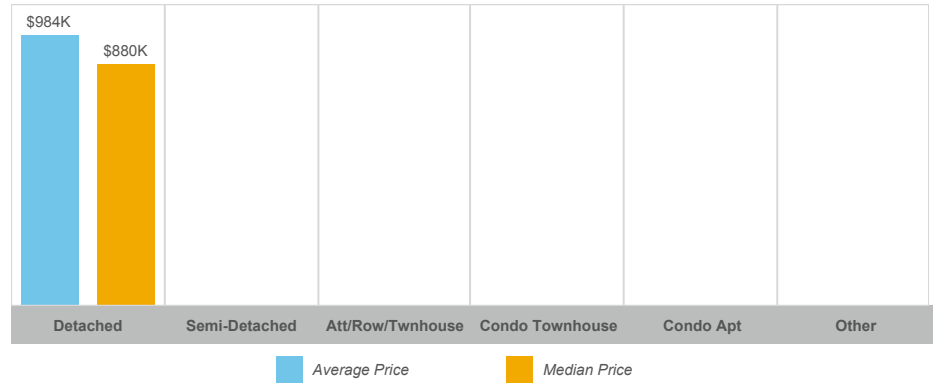 $984K
$880K
Detached Semi-Detached Att/Row/Twnhouse Condo Townhouse Condo Apt Other
Average Price Median Price